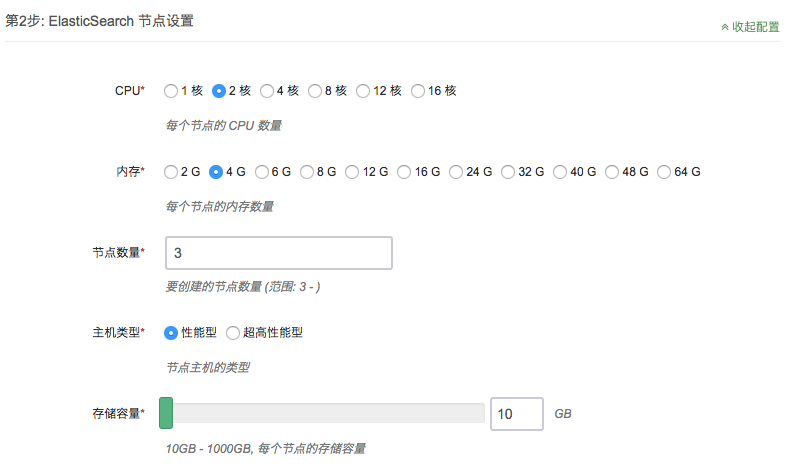 第2步: ElasticSearch 节点设置
收起配置
CPU* 1 核 2 核 4 核 8 核 12 核 16 核
每个节点的 CPU 数量
内存* 2 G 4 G 6 G 8 G 12 G 16 G 24 G 32 G 40 G 48 G 64 G
每个节点的内存数量
节点数量* 3
要创建的节点数量 (范围: 3 - )
主机类型* 性能型 超高性能型
节点主机的类型
存储容量* 10 GB
10GB - 1000GB, 每个节点的存储容量